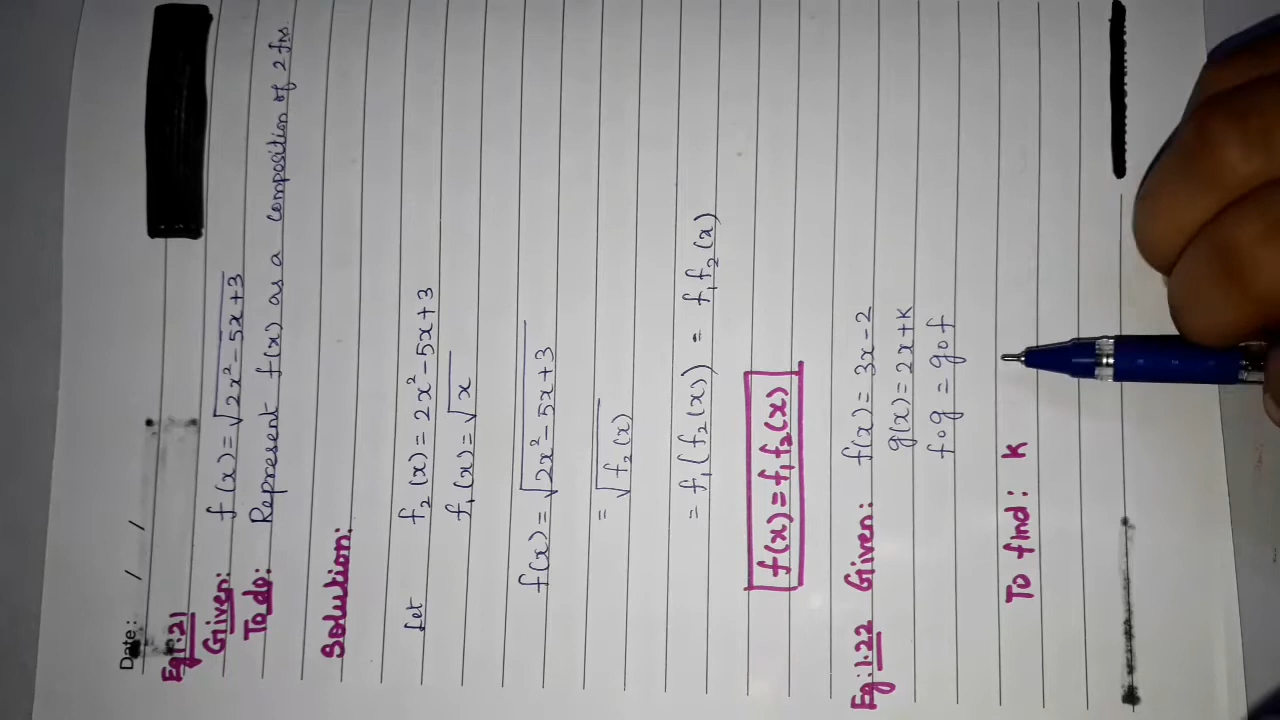 Date: / /
Eg:1.21
Given: f(x) = √2x² - 5x + 3
To do: Represent f(x) as a composition of 2 fns.
Solution:
Let f₂(x) = 2x² - 5x + 3
f₁(x) = √x
f(x) = √2x² - 5x + 3
= √f₂(x)
= f₁(f₂(x)) = f₁f₂(x)
f(x) = f₁f₂(x)
Eg:1.22 Given: f(x) = 3x - 2
g(x) = 2x + k
fog = gof
To find: K